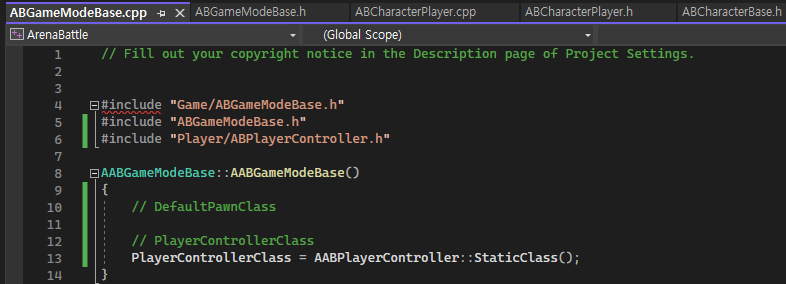 ABGameModeBase.cpp ABGameModeBase.h ABCharacterPlayer.cpp ABCharacterPlayer.h ABCharacterBase.h
ArenaBattle (Global Scope)
1 // Fill out your copyright notice in the Description page of Project Settings.
2
3
4 #include "Game/ABGameModeBase.h"
5 #include "ABGameModeBase.h"
6 #include "Player/ABPlayerController.h"
7
8 AABGameModeBase::AABGameModeBase()
9 {
10 // DefaultPawnClass
11
12 // PlayerControllerClass
13 PlayerControllerClass = AABPlayerController::StaticClass();
14 }